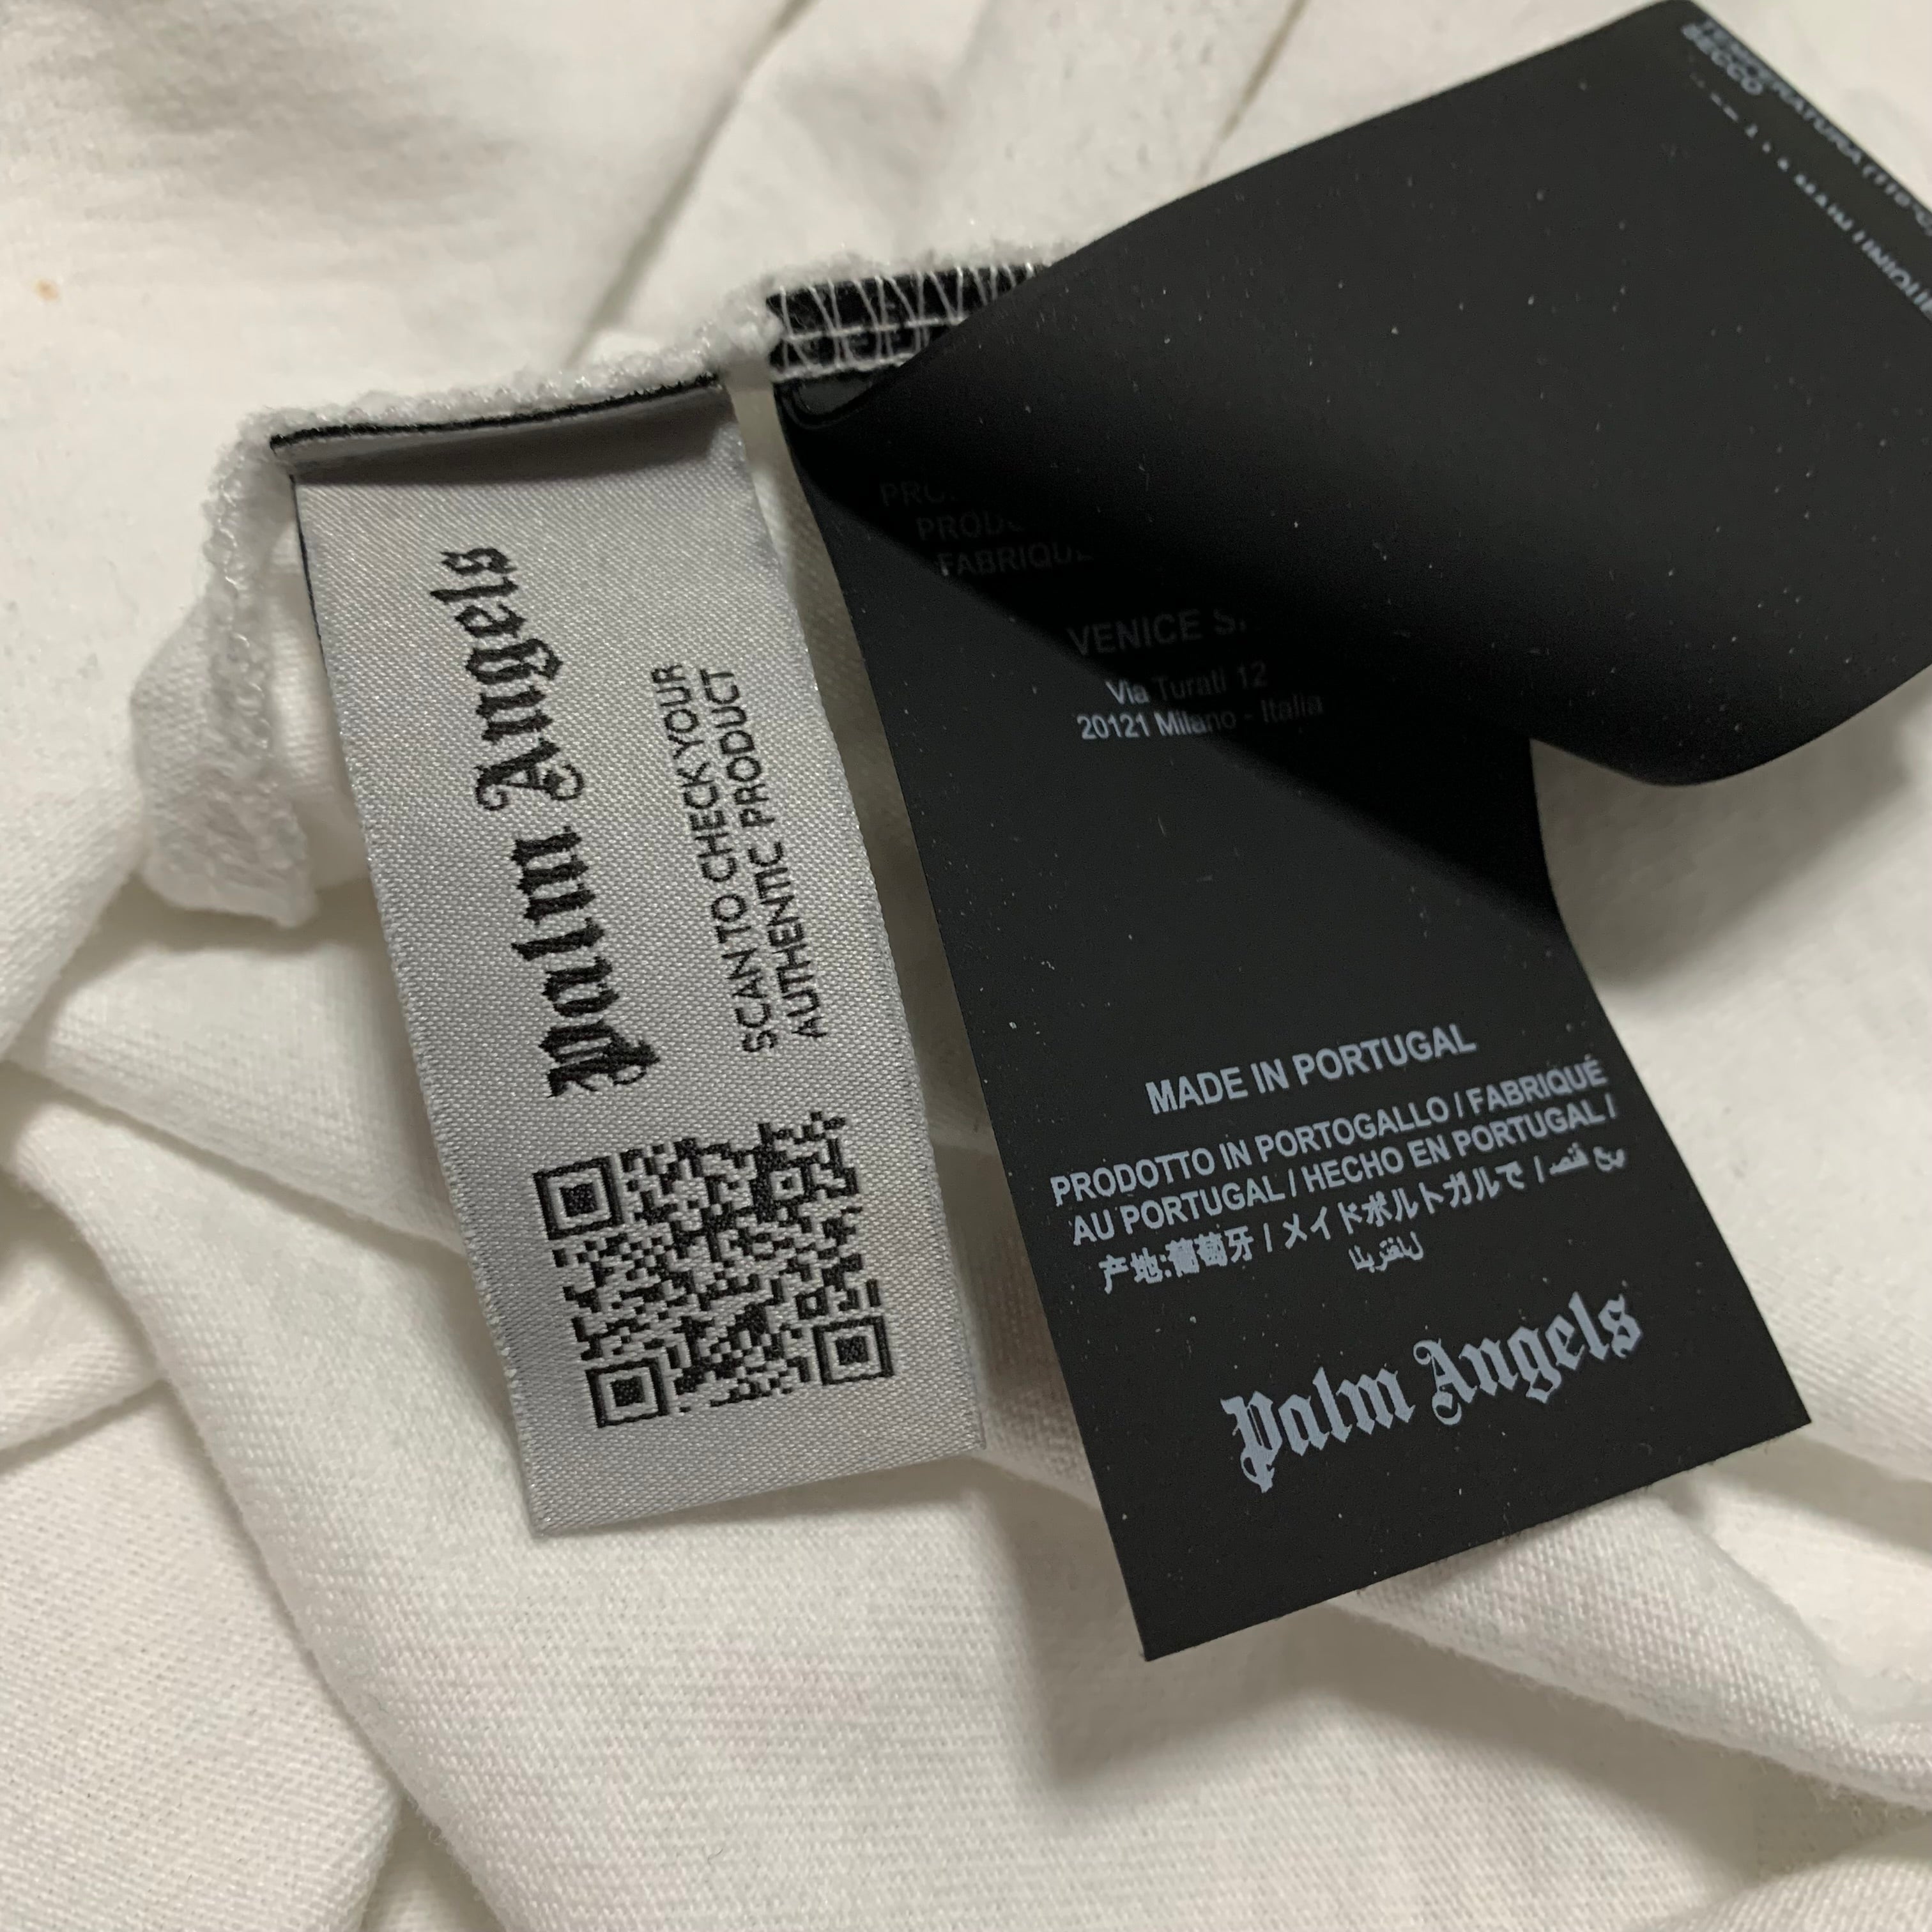 Palm Angels
SCAN TO CHECK YOUR
AUTHENTIC PRODUCT
SECCO
VENICE S.
Via Turati 12
20121 Milano - Italia
MADE IN PORTUGAL
PRODOTTO IN PORTOGALLO / FABRIQUÉ
AU PORTUGAL / HECHO EN PORTUGAL /
产地:葡萄牙 / メイドポルトガルで /
Palm Angels